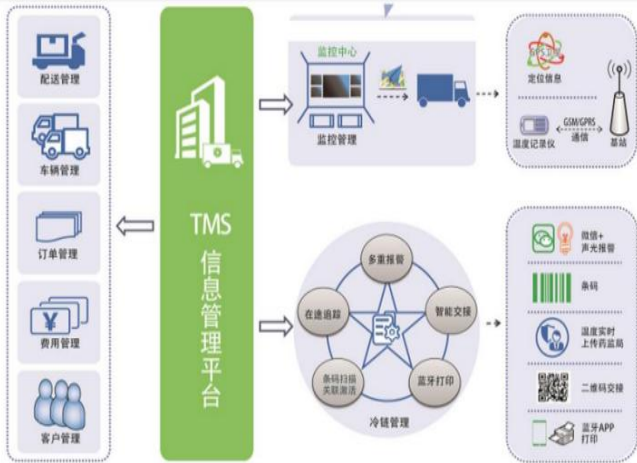 配送管理
车辆管理
订单管理
¥
费用管理
客户管理
TMS
信息管理平台
监控中心
监控管理
定位信息
温度记录仪
GSM/GPRS
通信
基站
多重报警
在途追踪
智能交接
条码扫描
关联激活
蓝牙打印
冷链管理
微信+
声光报警
条码
温度实时
上传药监局
二维码交接
蓝牙APP
打印